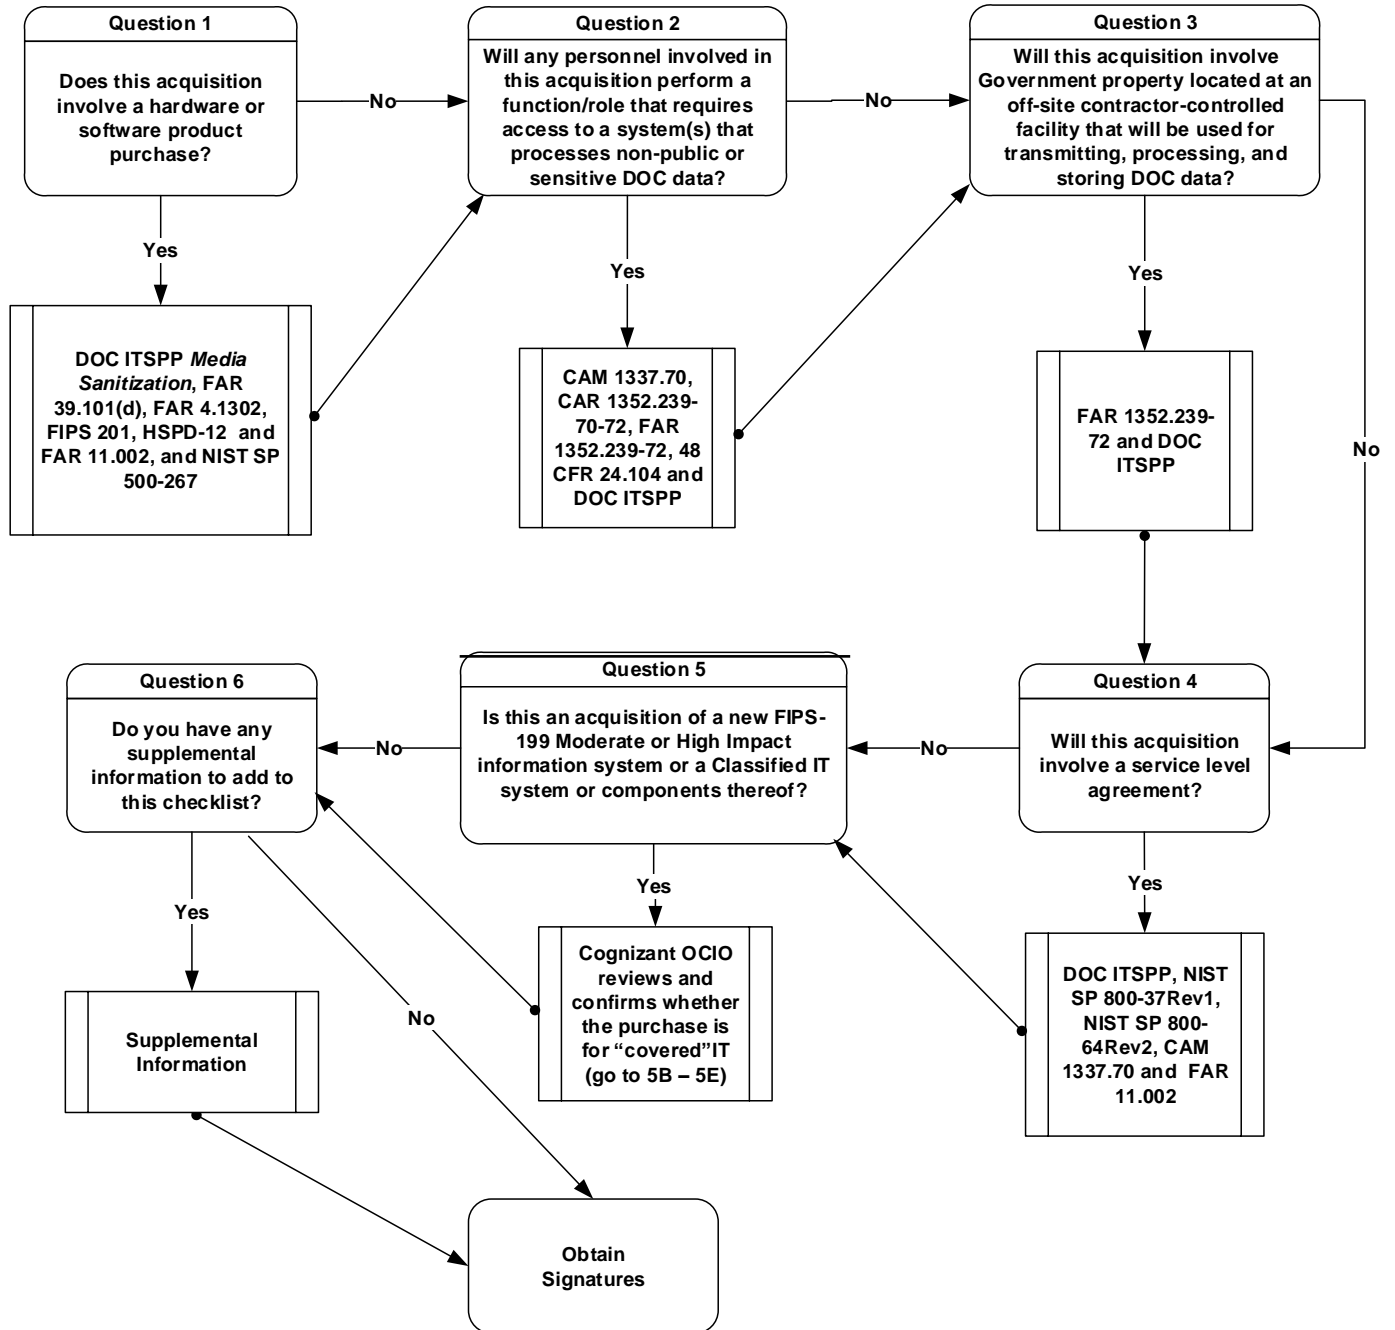 Question 1
Does this acquisition
involve a hardware or
software product
purchase?
No
Question 2
Will any personnel involved in
this acquisition perform a
function/role that requires
access to a system(s) that
processes non-public or
sensitive DOC data?
No
Question 3
Will this acquisition involve
Government property located at an
off-site contractor-controlled
facility that will be used for
transmitting, processing, and
storing DOC data?
Yes
Yes
Yes
No
DOC ITSPP Media
Sanitization, FAR
39.101(d), FAR 4.1302,
FIPS 201, HSPD-12 and
FAR 11.002, and NIST SP
500-267
CAM 1337.70,
CAR 1352.239-
70-72, FAR
1352.239-72, 48
CFR 24.104 and
DOC ITSPP
FAR 1352.239-
72 and DOC
ITSPP
Question 4
Will this acquisition
involve a service level
agreement?
No
Question 5
Is this an acquisition of a new FIPS-
199 Moderate or High Impact
information system or a Classified IT
system or components thereof?
No
Question 6
Do you have any
supplemental
information to add to
this checklist?
Yes
Yes
Yes
No
DOC ITSPP, NIST
SP 800-37Rev1,
NIST SP 800-
64Rev2, CAM
1337.70 and FAR
11.002
Cognizant OCIO
reviews and
confirms whether
the purchase is
for “covered”IT
(go to 5B – 5E)
Supplemental
Information
Obtain
Signatures